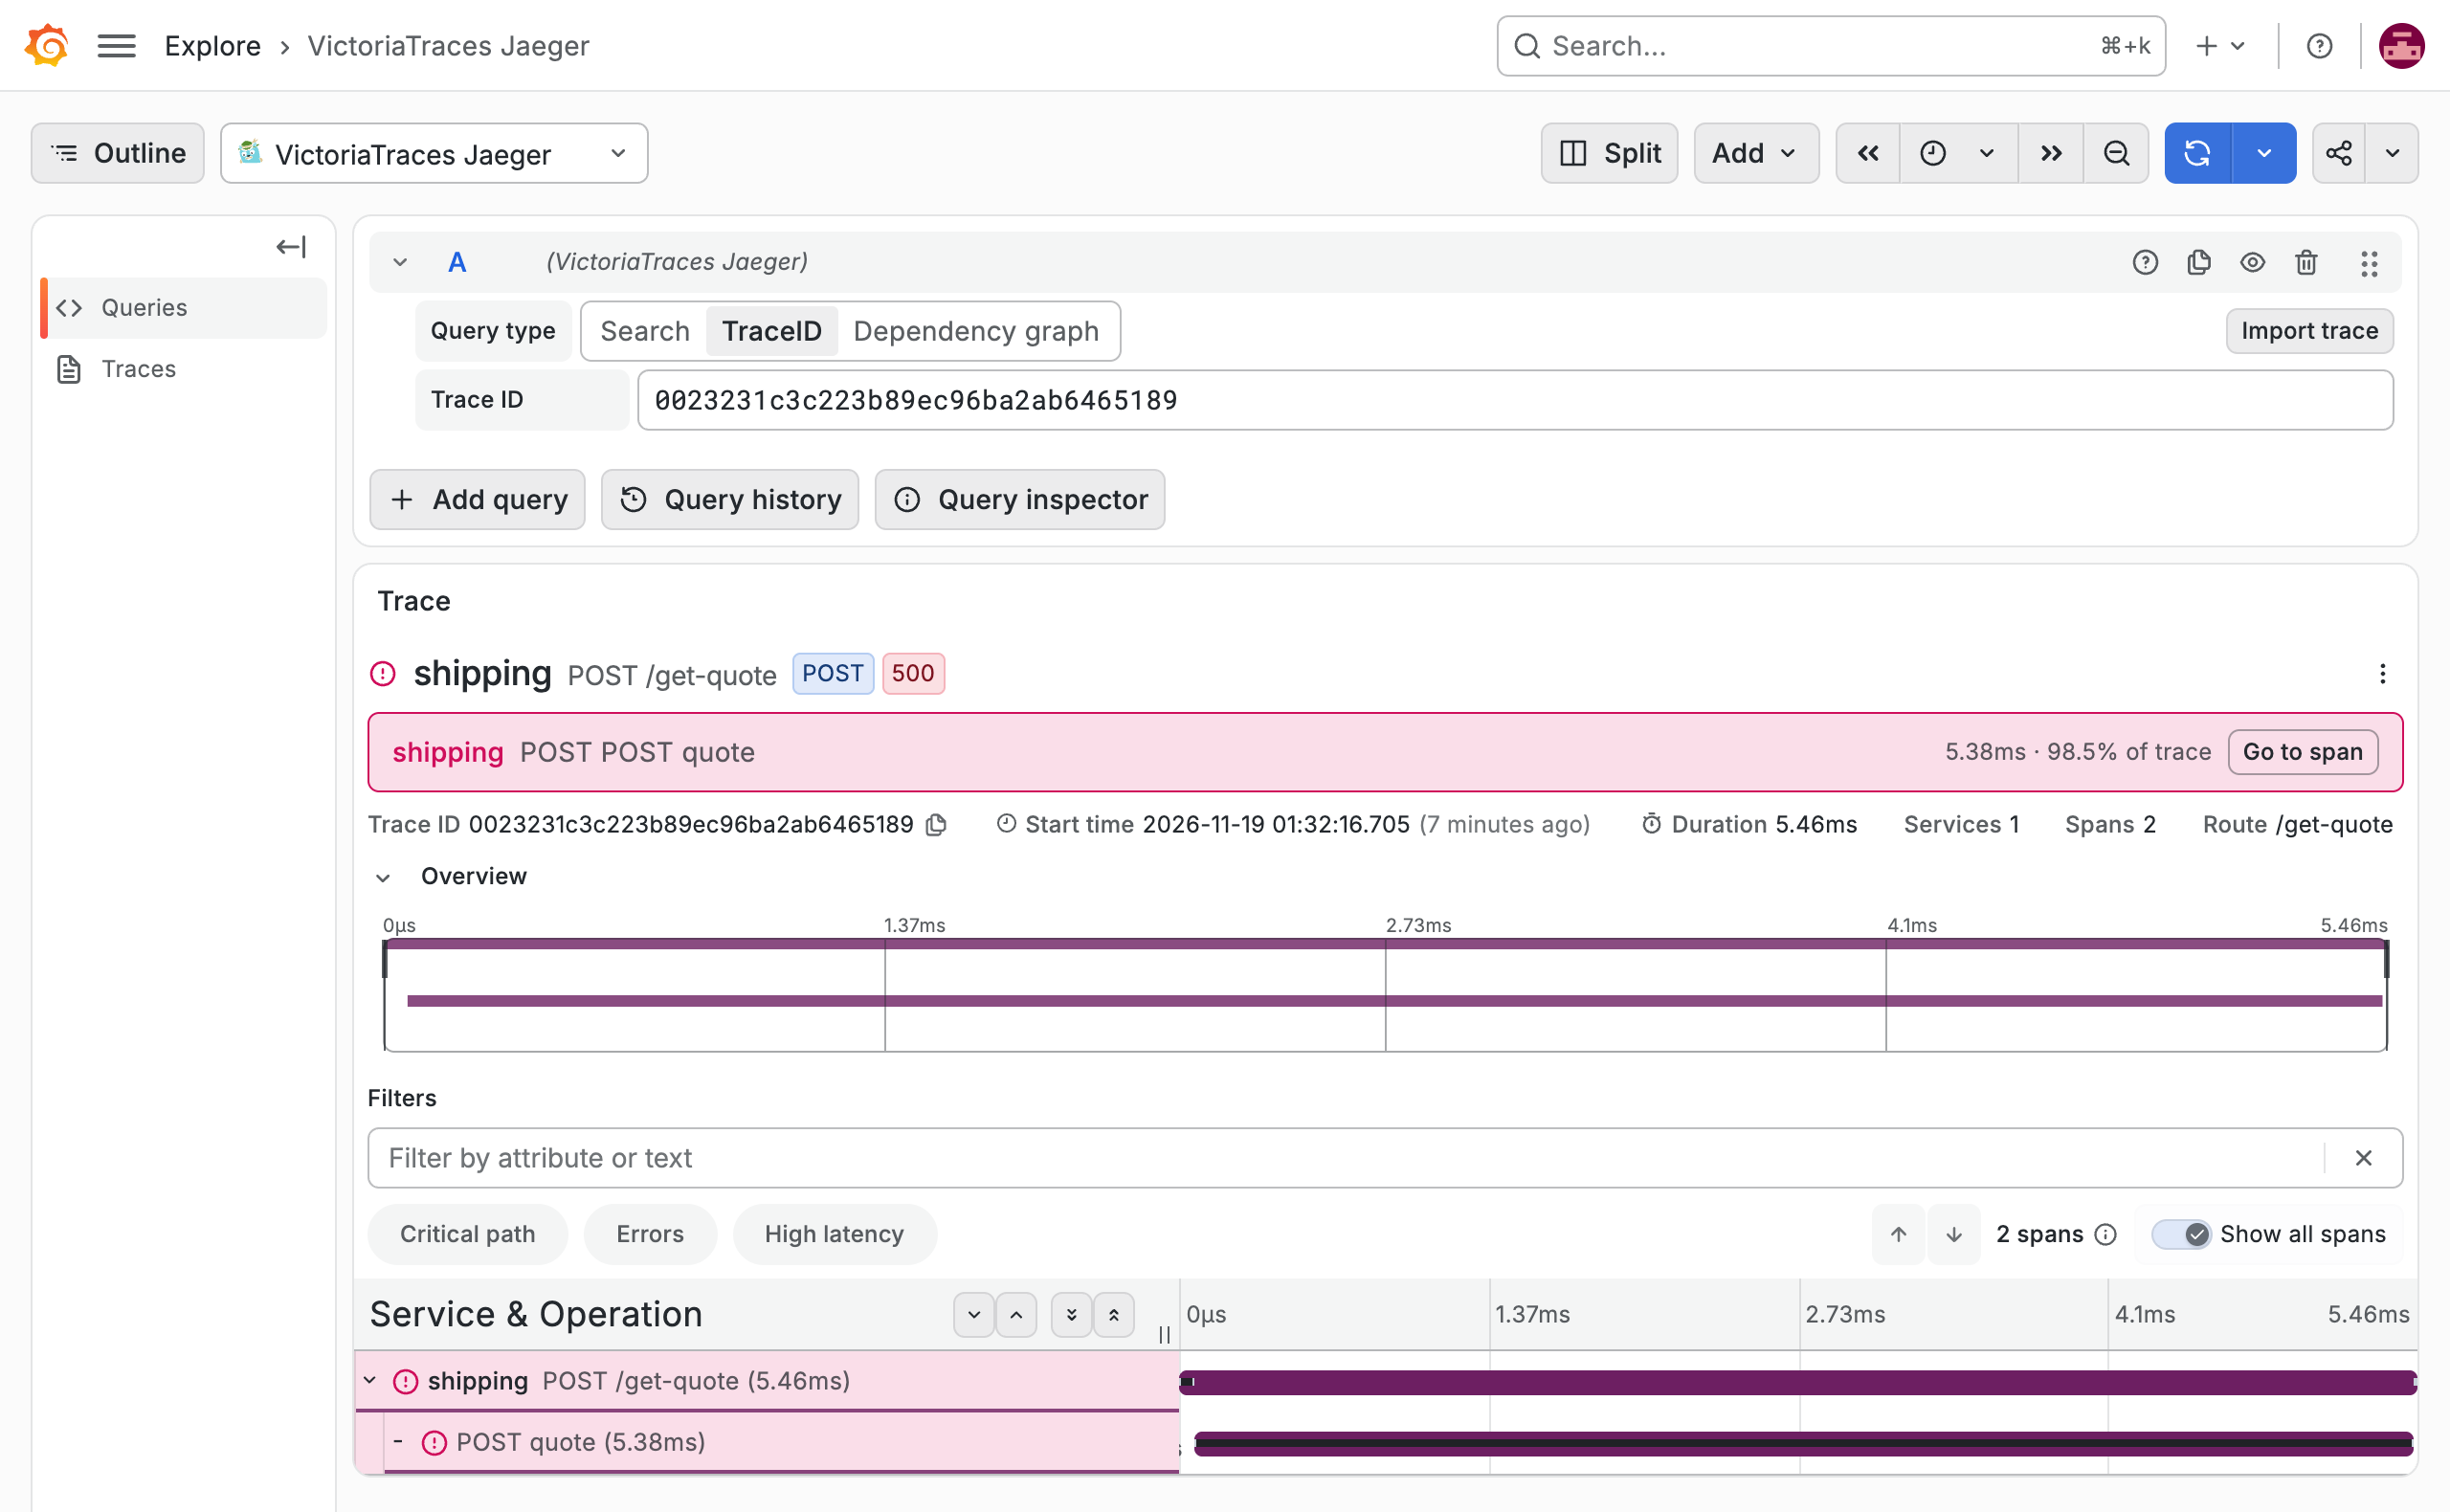 Explore › VictoriaTraces Jaeger
Search...
⌘+k
Outline
VictoriaTraces Jaeger
Split
Add
Queries
Traces
A (VictoriaTraces Jaeger)
Query type Search TraceID Dependency graph Import trace
Trace ID 0023231c3c223b89ec96ba2ab6465189
Add query Query history Query inspector
Trace
shipping POST /get-quote POST 500
shipping POST POST quote 5.38ms · 98.5% of trace Go to span
Trace ID 0023231c3c223b89ec96ba2ab6465189 Start time 2026-11-19 01:32:16.705 (7 minutes ago) Duration 5.46ms Services 1 Spans 2 Route /get-quote
Overview
0μs 1.37ms 2.73ms 4.1ms 5.46ms
Filters
Filter by attribute or text
Critical path Errors High latency 2 spans Show all spans
Service & Operation 0μs 1.37ms 2.73ms 4.1ms 5.46ms
shipping POST /get-quote (5.46ms)
POST quote (5.38ms)